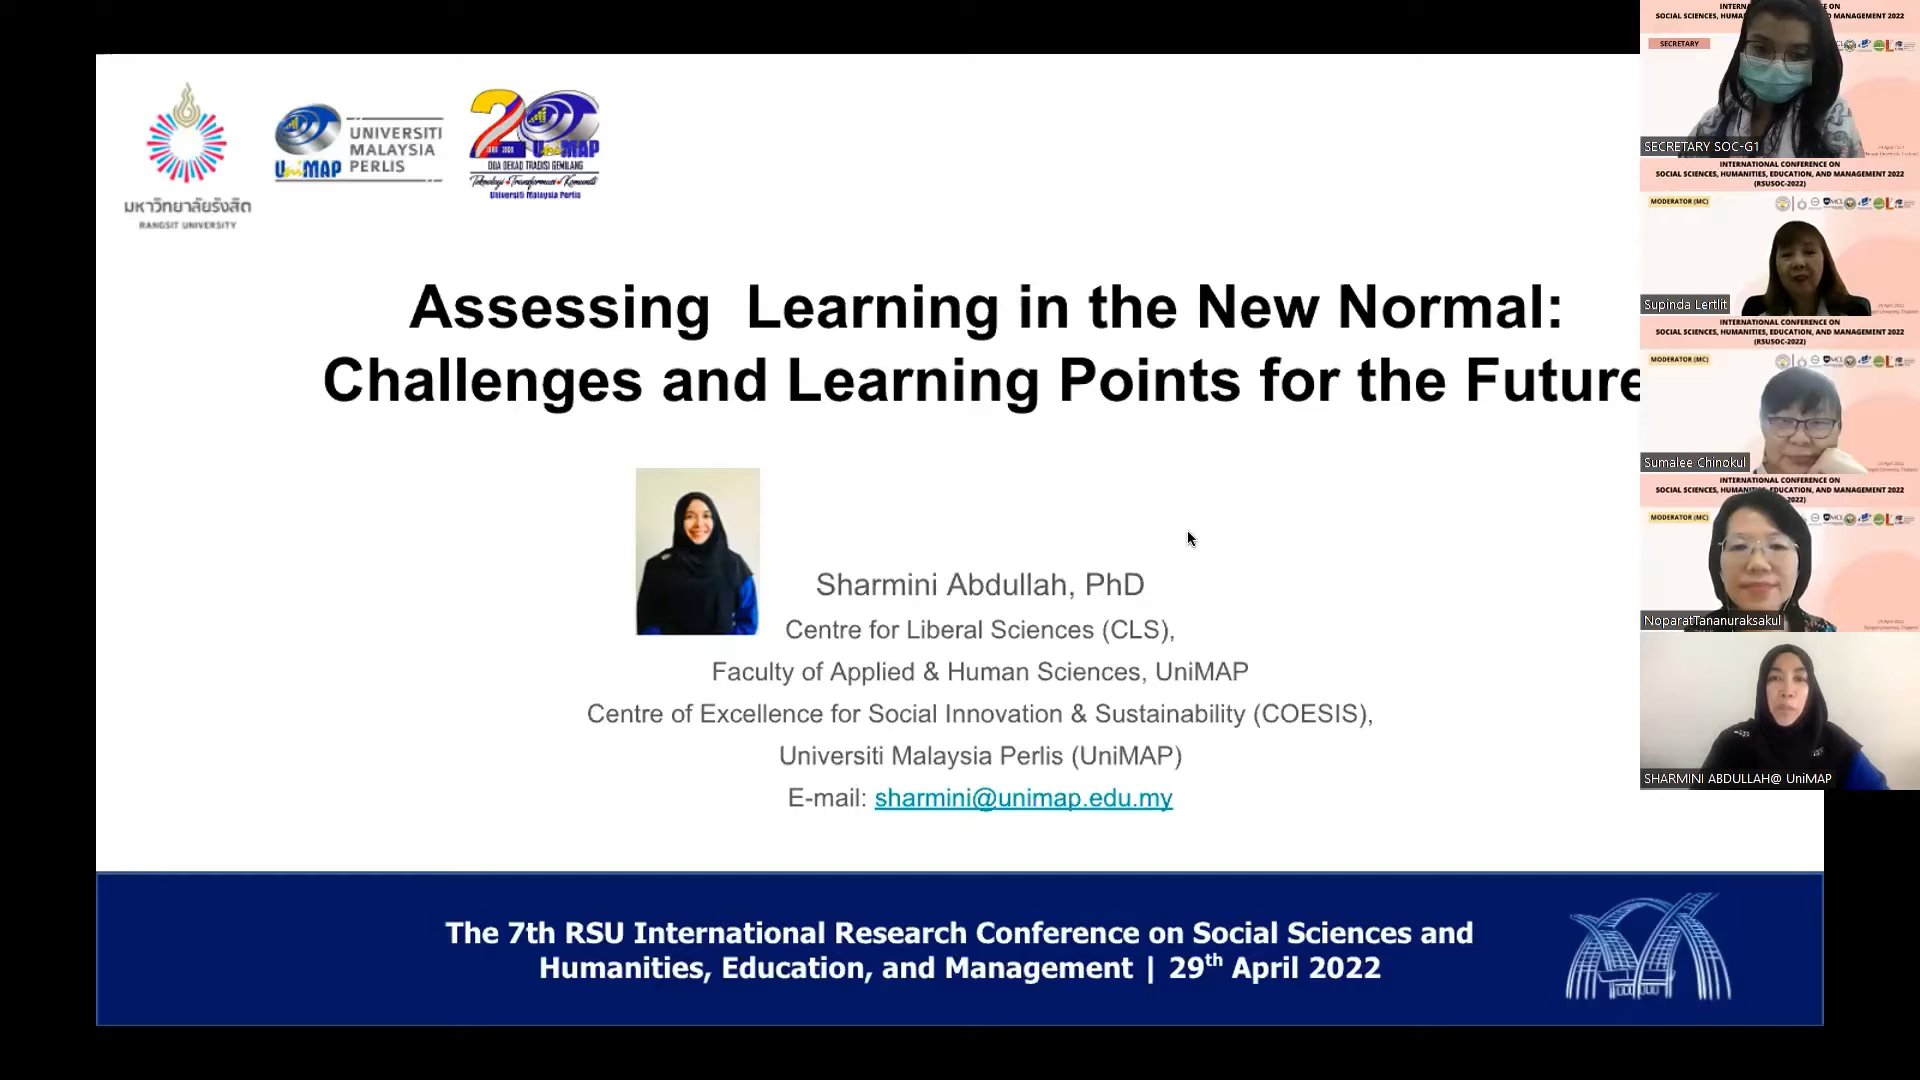 มหาวิทยาลัยรังสิต
RANGSIT UNIVERSITY
UniMAP
UNIVERSITI
MALAYSIA
PERLIS
20
UniMAP
DUA DEKAD TRADISI GEMILANG
Teknologi • Transformasi • Komuniti
Universiti Malaysia Perlis
Assessing Learning in the New Normal:
Challenges and Learning Points for the Future
Sharmini Abdullah, PhD
Centre for Liberal Sciences (CLS),
Faculty of Applied & Human Sciences, UniMAP
Centre of Excellence for Social Innovation & Sustainability (COESIS),
Universiti Malaysia Perlis (UniMAP)
E-mail: sharmini@unimap.edu.my
The 7th RSU International Research Conference on Social Sciences and
Humanities, Education, and Management | 29th April 2022
SECRETARY
SECRETARY SOC-G1
INTERNATIONAL CONFERENCE ON
SOCIAL SCIENCES, HUMANITIES, EDUCATION, AND MANAGEMENT 2022
(RSUSOC-2022)
MODERATOR (MC)
Supinda Lertlit
INTERNATIONAL CONFERENCE ON
SOCIAL SCIENCES, HUMANITIES, EDUCATION, AND MANAGEMENT 2022
(RSUSOC-2022)
MODERATOR (MC)
Sumalee Chinokul
INTERNATIONAL CONFERENCE ON
MODERATOR (MC)
NoparatTananuraksakul
SHARMINI ABDULLAH@ UniMAP